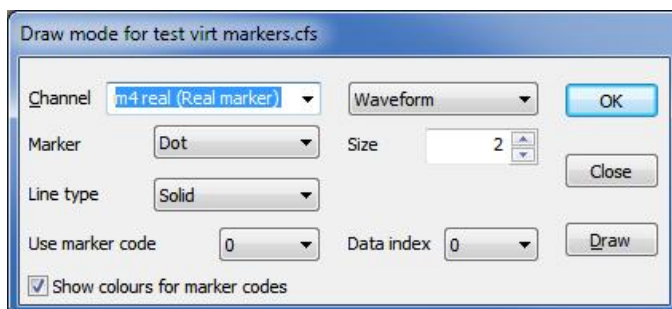 Draw mode for test virt markers.cfs
Channel m4 real (Real marker) Waveform OK
Marker Dot Size 2
Close
Line type Solid
Use marker code 0 Data index 0 Draw
Show colours for marker codes